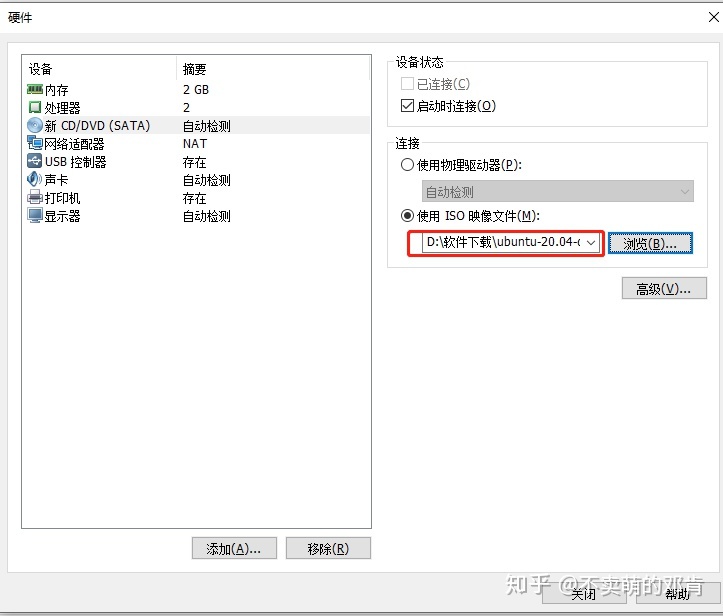 硬件
设备 摘要
内存 2 GB
处理器 2
新 CD/DVD (SATA) 自动检测
网络适配器 NAT
USB 控制器 存在
声卡 自动检测
打印机 存在
显示器 自动检测
添加(A)... 移除(R)
设备状态
已连接(C)
启动时连接(O)
连接
使用物理驱动器(P):
自动检测
使用 ISO 映像文件(M):
D:\软件下载\ubuntu-20.04-d 浏览(B)...
高级(V)...
知乎 @不卖萌的邓肯
关闭 帮助